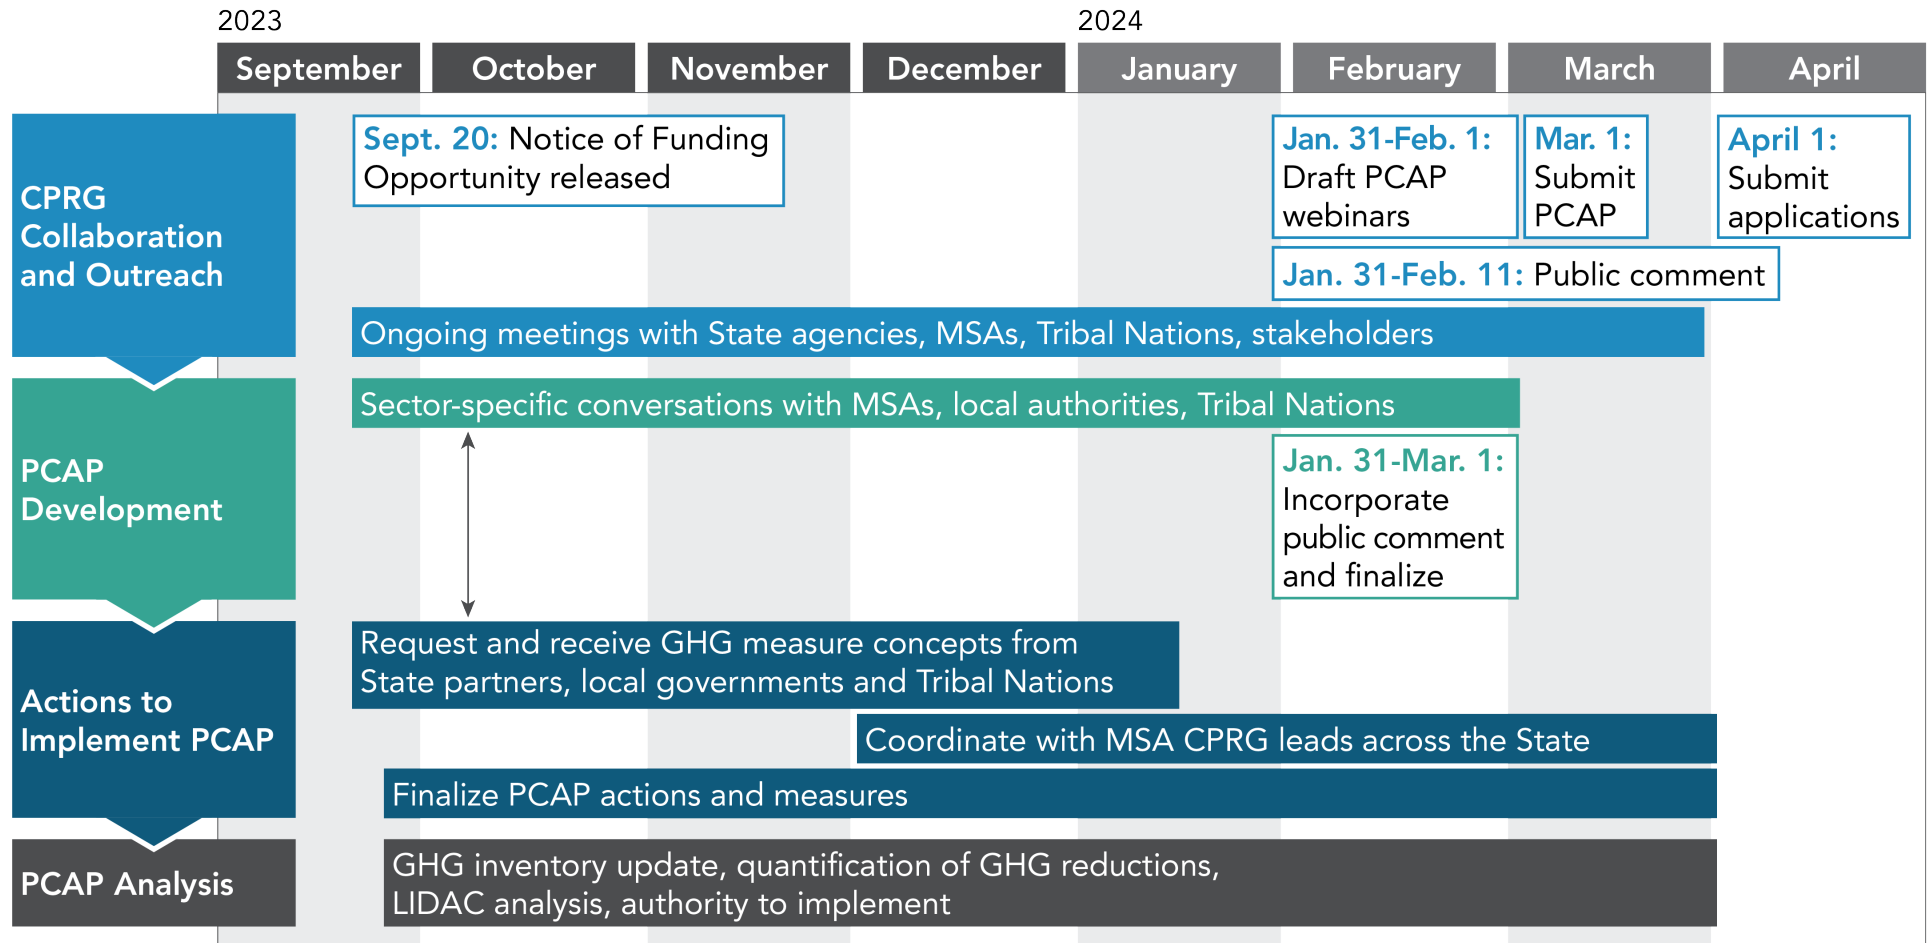 2023
2024
September
October
November
December
January
February
March
April
CPRG
Collaboration
and Outreach
Sept. 20: Notice of Funding
Opportunity released
Jan. 31-Feb. 1:
Draft PCAP
webinars
Mar. 1:
Submit
PCAP
April 1:
Submit
applications
Jan. 31-Feb. 11: Public comment
Ongoing meetings with State agencies, MSAs, Tribal Nations, stakeholders
PCAP
Development
Sector-specific conversations with MSAs, local authorities, Tribal Nations
Jan. 31-Mar. 1:
Incorporate
public comment
and finalize
Actions to
Implement PCAP
Request and receive GHG measure concepts from
State partners, local governments and Tribal Nations
Coordinate with MSA CPRG leads across the State
Finalize PCAP actions and measures
PCAP Analysis
GHG inventory update, quantification of GHG reductions,
LIDAC analysis, authority to implement